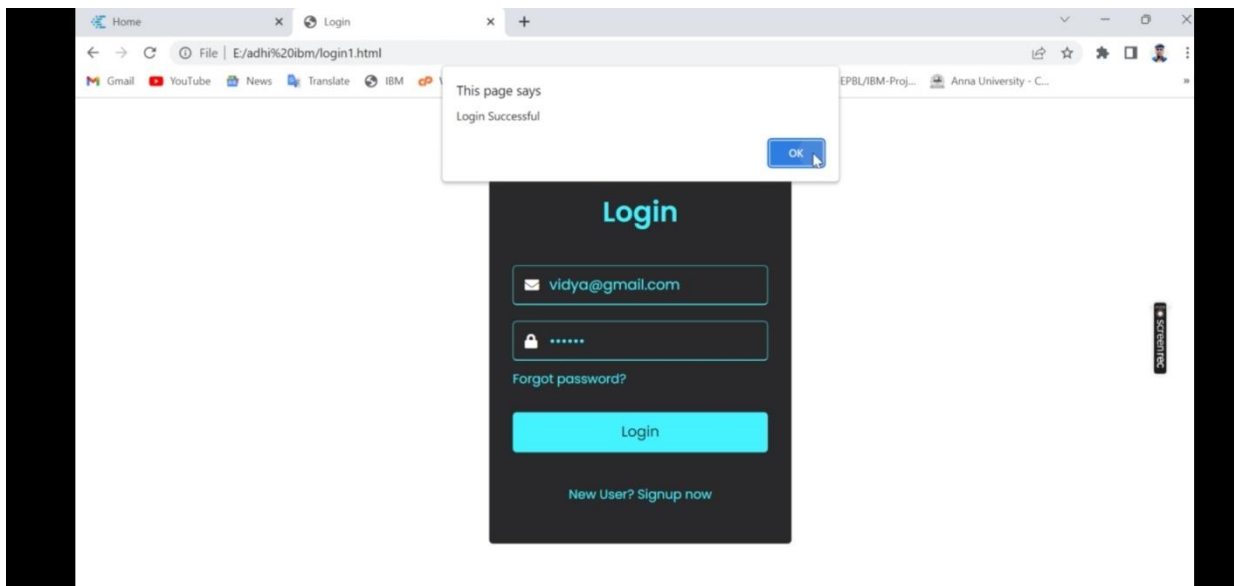 Home
Login
File | E:/adhi%20ibm/login1.html
Gmail YouTube News Translate IBM EPBL/IBM-Proj... Anna University - C...
This page says
Login Successful
OK
Login
vidya@gmail.com
••••••
Forgot password?
Login
New User? Signup now
screenrec